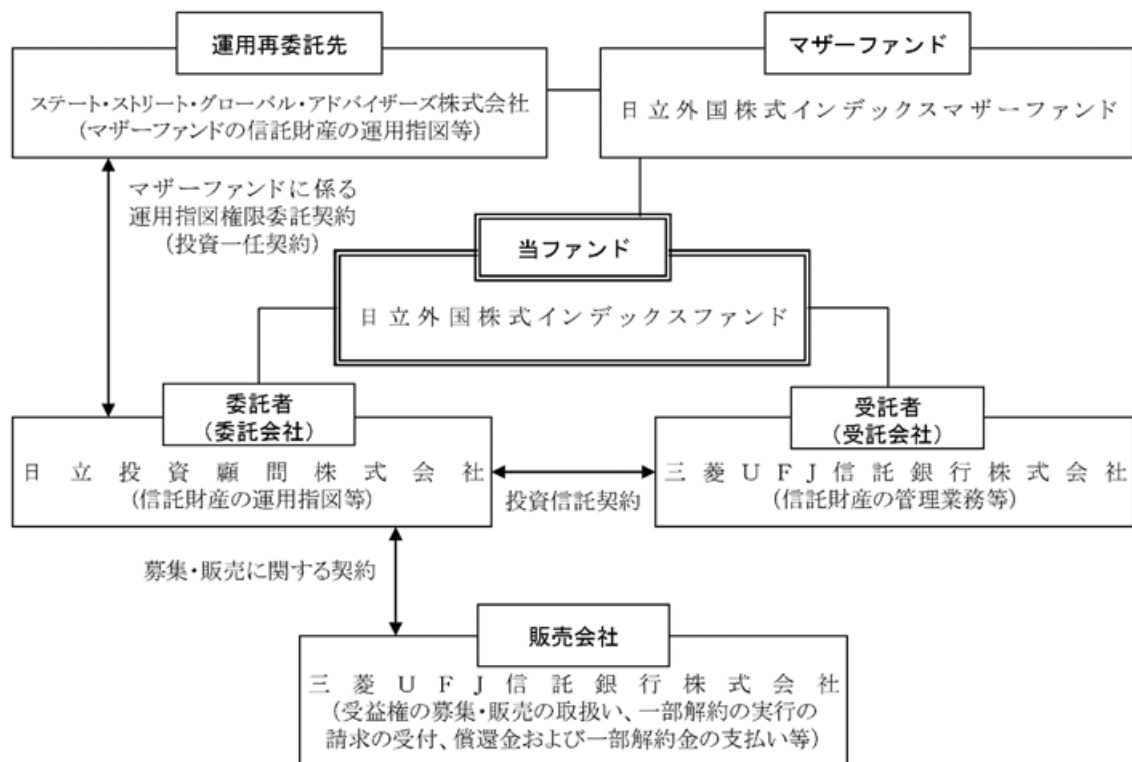 運用再委託先
ステート・ストリート・グローバル・アドバイザーズ株式会社
(マザーファンドの信託財産の運用指図等)
マザーファンド
日立外国株式インデックスマザーファンド
マザーファンドに係る
運用指図権限委託契約
(投資一任契約)
当ファンド
日立外国株式インデックスファンド
委託者
(委託会社)
日立投資顧問株式会社
(信託財産の運用指図等)
投資信託契約
受託者
(受託会社)
三菱UFJ信託銀行株式会社
(信託財産の管理業務等)
募集・販売に関する契約
販売会社
三菱UFJ信託銀行株式会社
(受益権の募集・販売の取扱い、一部解約の実行の
請求の受付、償還金および一部解約金の支払い等)